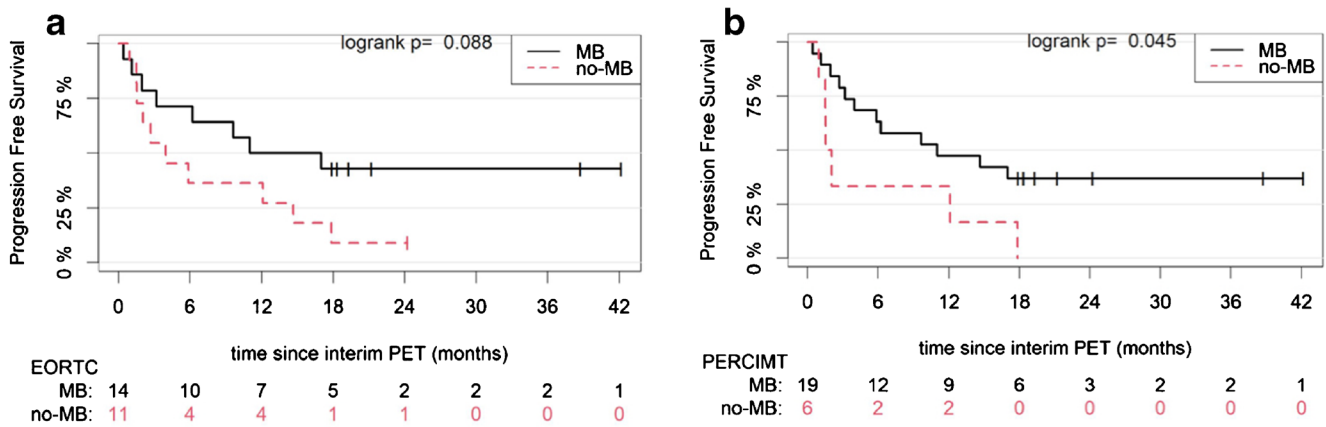 a
logrank p= 0.088
MB
no-MB
Progression Free Survival
75 %
25 %
0 %
0 6 12 18 24 30 36 42
time since interim PET (months)
EORTC
MB: 14 10 7 5 2 2 2 1
no-MB: 11 4 4 1 1 0 0 0
b
logrank p= 0.045
MB
no-MB
Progression Free Survival
75 %
25 %
0 %
0 6 12 18 24 30 36 42
time since interim PET (months)
PERCIMT
MB: 19 12 9 6 3 2 2 1
no-MB: 6 2 2 0 0 0 0 0